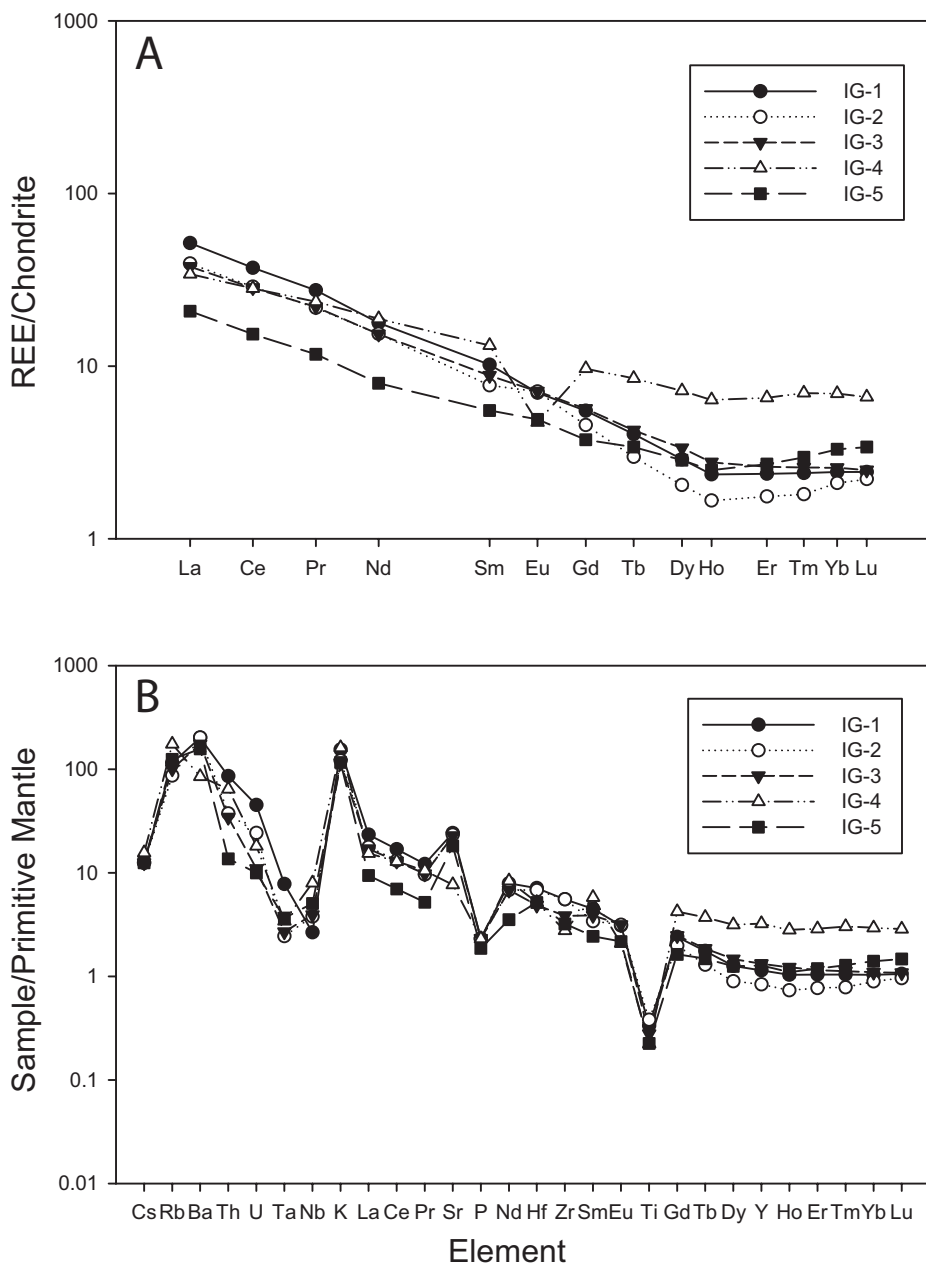 1000
A
IG-1
IG-2
IG-3
IG-4
IG-5
100
10
1
REE/Chondrite
La Ce Pr Nd Sm Eu Gd Tb Dy Ho Er Tm Yb Lu
1000
B
IG-1
IG-2
IG-3
IG-4
IG-5
100
10
1
0.1
0.01
Sample/Primitive Mantle
Cs Rb Ba Th U Ta Nb K La Ce Pr Sr P Nd Hf Zr Sm Eu Ti Gd Tb Dy Y Ho Er Tm Yb Lu
Element